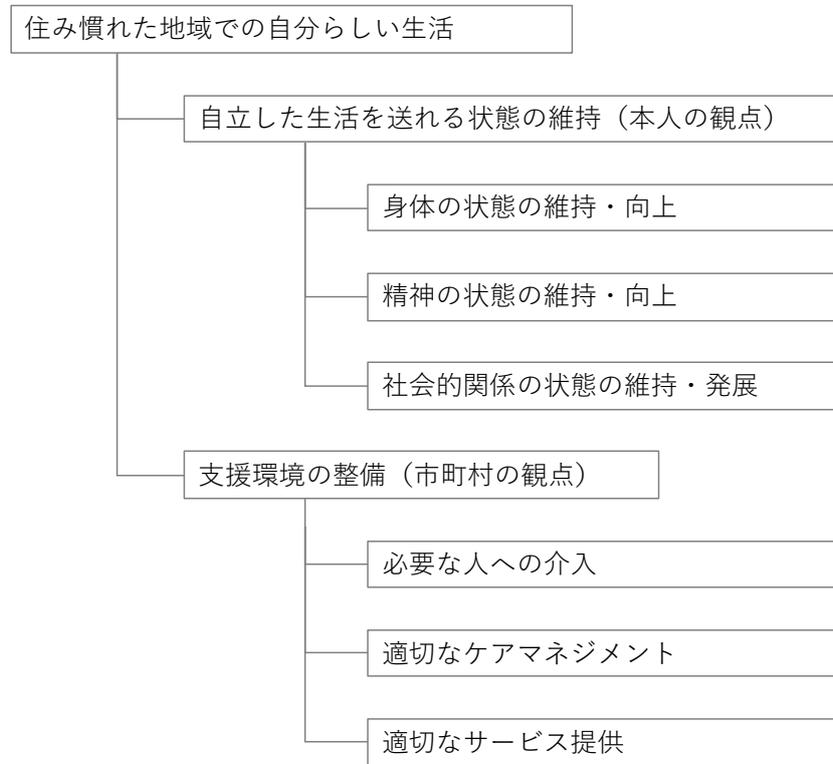 住み慣れた地域での自分らしい生活
自立した生活を送れる状態の維持（本人の観点）
身体の状態の維持・向上
精神の状態の維持・向上
社会的関係の状態の維持・発展
支援環境の整備（市町村の観点）
必要な人への介入
適切なケアマネジメント
適切なサービス提供